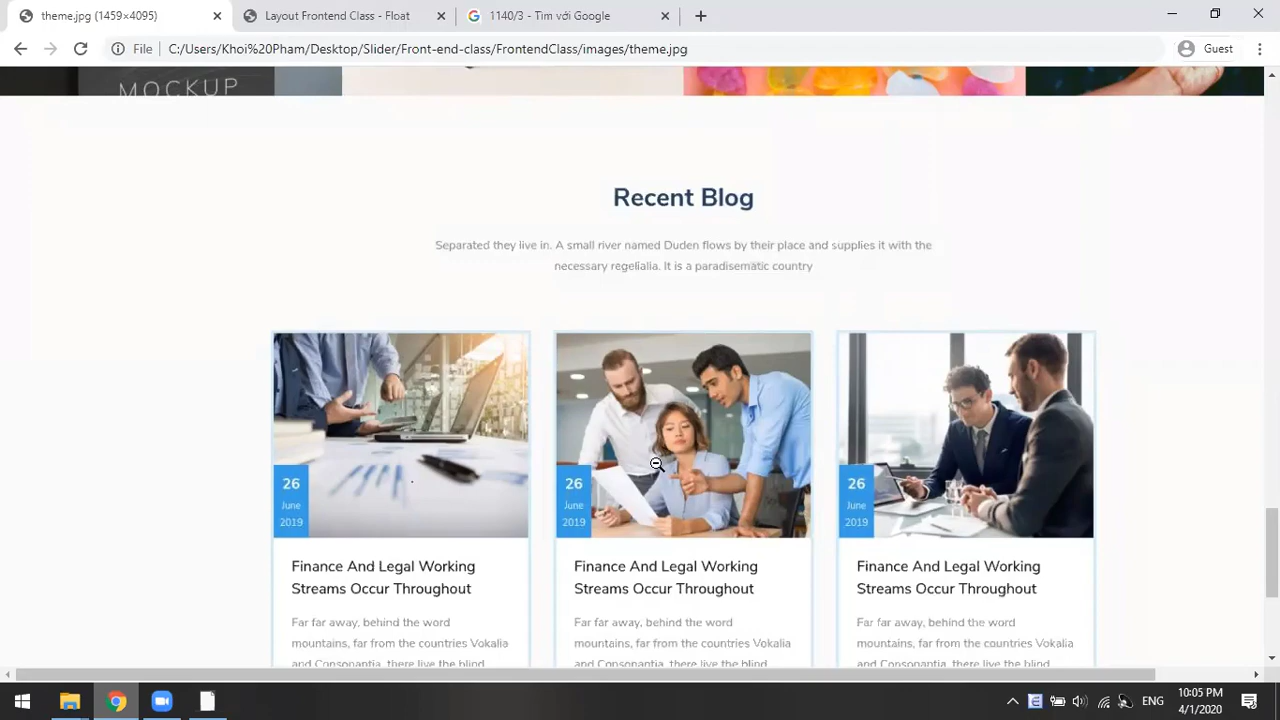 theme.jpg (1459×4095)
Layout Frontend Class - Float
1140/3 - Tìm với Google
File
C:/Users/Khoi%20Pham/Desktop/Slider/Front-end-class/FrontendClass/images/theme.jpg
Guest
MOCKUP
Recent Blog
Separated they live in. A small river named Duden flows by their place and supplies it with the
necessary regelialia. It is a paradisematic country
26
June
2019
26
June
2019
26
June
2019
Finance And Legal Working
Streams Occur Throughout
Finance And Legal Working
Streams Occur Throughout
Finance And Legal Working
Streams Occur Throughout
Far far away, behind the word
mountains, far from the countries Vokalia
and Consonantia, there live the blind
Far far away, behind the word
mountains, far from the countries Vokalia
and Consonantia, there live the blind
Far far away, behind the word
mountains, far from the countries Vokalia
and Consonantia, there live the blind
ENG
10:05 PM
4/1/2020